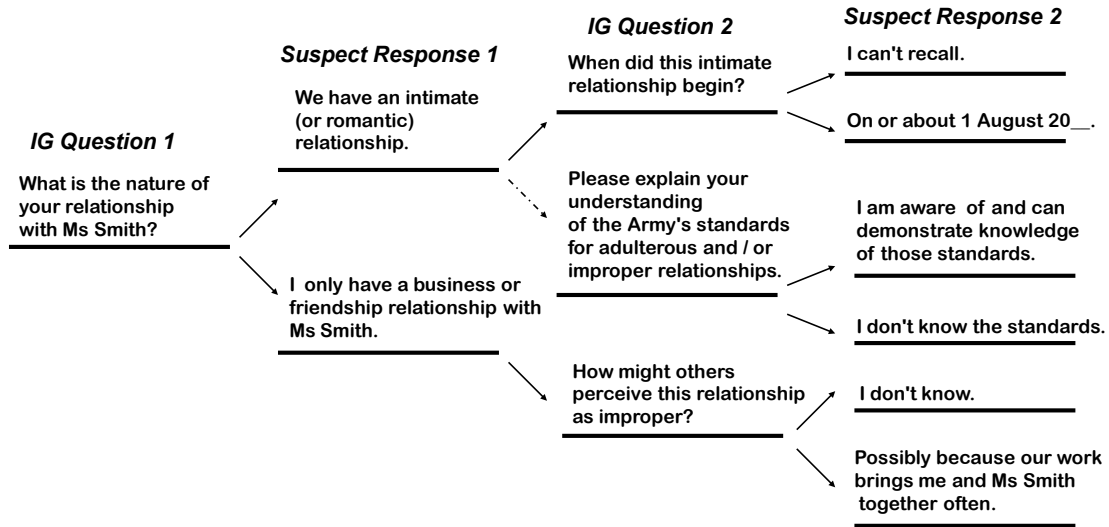 IG Question 1
What is the nature of
your relationship
with Ms Smith?
Suspect Response 1
We have an intimate
(or romantic)
relationship.
I only have a business or
friendship relationship with
Ms Smith.
IG Question 2
When did this intimate
relationship begin?
Please explain your
understanding
of the Army's standards
for adulterous and / or
improper relationships.
How might others
perceive this relationship
as improper?
Suspect Response 2
I can't recall.
On or about 1 August 20__.
I am aware of and can
demonstrate knowledge
of those standards.
I don't know the standards.
I don't know.
Possibly because our work
brings me and Ms Smith
together often.